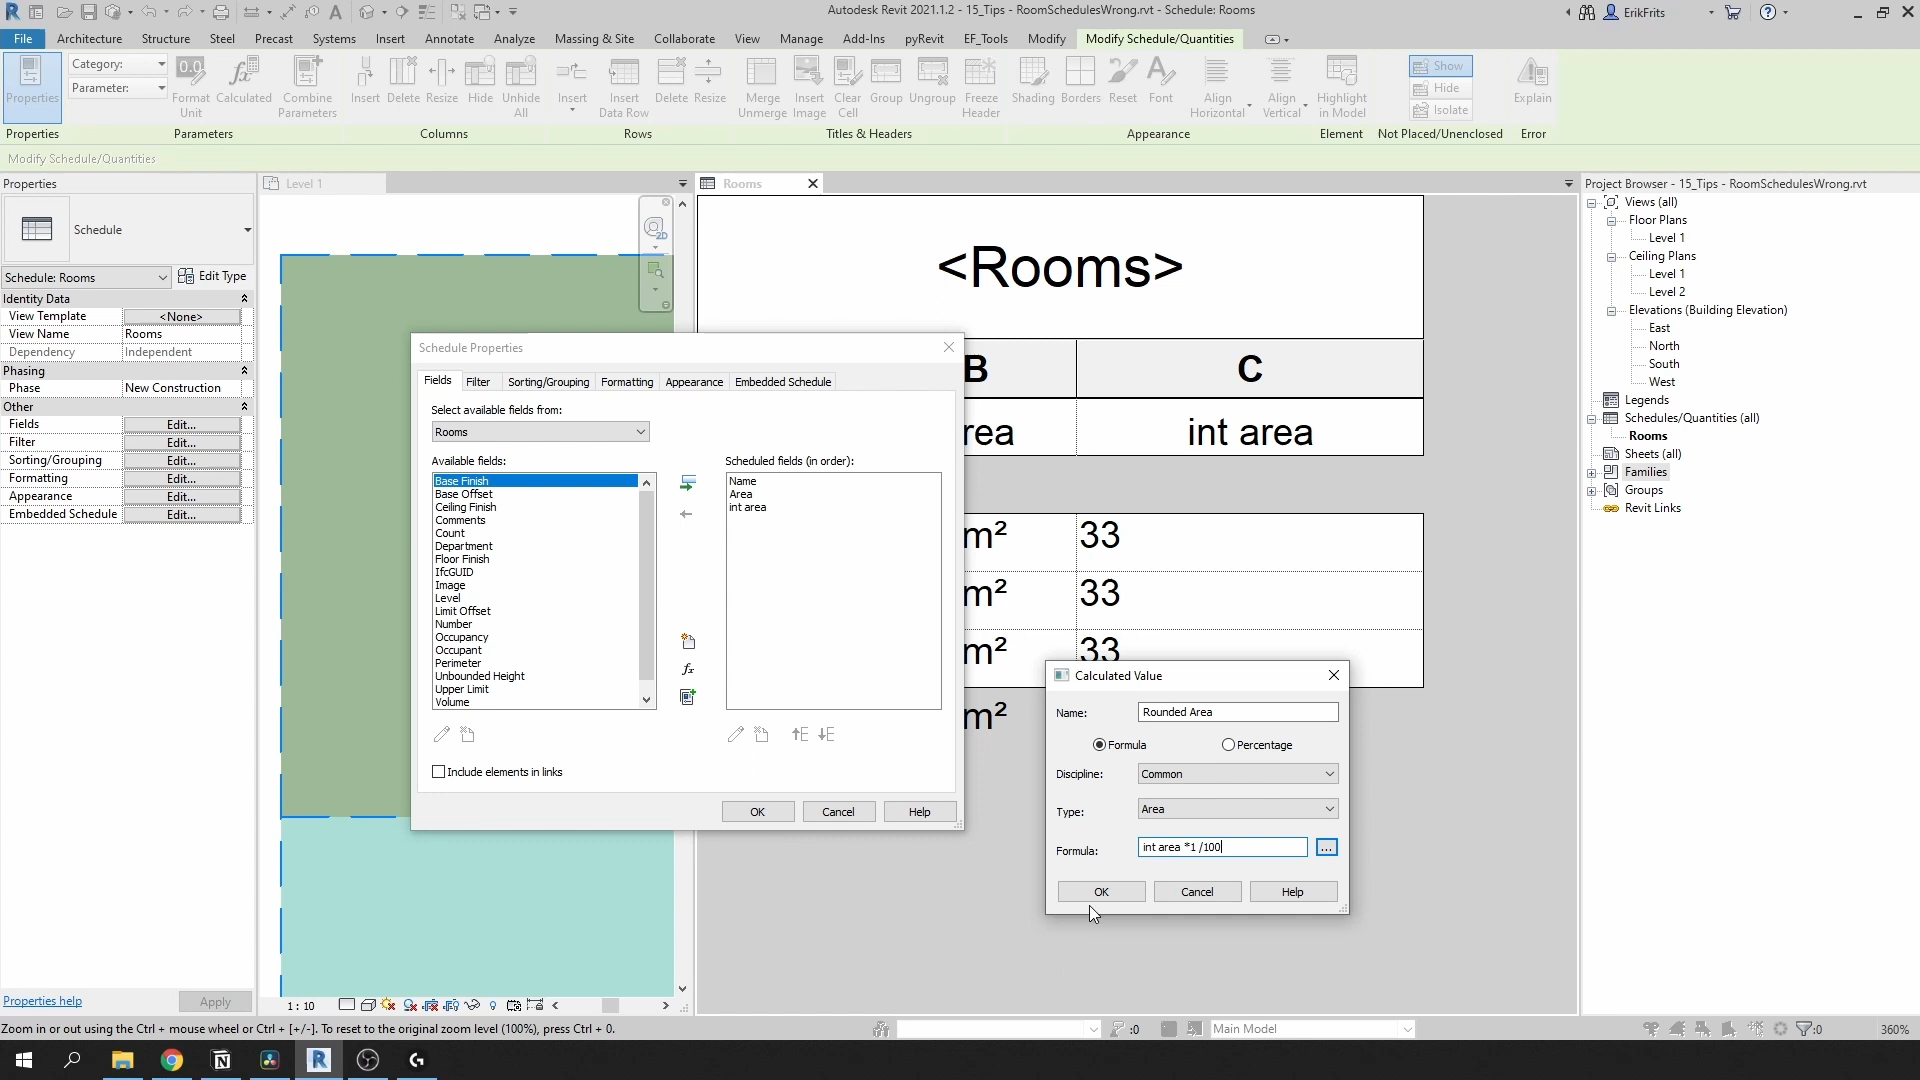 Autodesk Revit 2021.1.2 - 15_Tips - RoomSchedulesWrong.rvt - Schedule: Rooms
ErikFrits
File Architecture Structure Steel Precast Systems Insert Annotate Analyze Massing & Site Collaborate View Manage Add-Ins pyRevit EF_Tools Modify Modify Schedule/Quantities
Properties
Category:
Parameter:
Format Unit
Calculated
Combine Parameters
Insert
Delete
Resize
Hide
Unhide All
Insert
Insert Data Row
Delete
Resize
Merge Unmerge
Insert Image
Clear Cell
Group
Ungroup
Freeze Header
Shading
Borders
Reset
Font
Align Horizontal
Align Vertical
Highlight in Model
Show
Hide
Isolate
Explain
Properties Parameters Columns Rows Titles & Headers Appearance Element Not Placed/Unenclosed Error
Modify Schedule/Quantities
Properties
Schedule
Schedule: Rooms
Edit Type
Identity Data
View Template <None>
View Name Rooms
Dependency Independent
Phasing
Phase New Construction
Other
Fields Edit...
Filter Edit...
Sorting/Grouping Edit...
Formatting Edit...
Appearance Edit...
Embedded Schedule Edit...
Properties help
Apply
Level 1
2D
1 : 10
Rooms
<Rooms>
B C
rea int area
m² 33
m² 33
m² 33
m²
Schedule Properties
Fields Filter Sorting/Grouping Formatting Appearance Embedded Schedule
Select available fields from:
Rooms
Available fields:
Base Finish
Base Offset
Ceiling Finish
Comments
Count
Department
Floor Finish
IfcGUID
Image
Level
Limit Offset
Number
Occupancy
Occupant
Perimeter
Unbounded Height
Upper Limit
Volume
Scheduled fields (in order):
Name
Area
int area
fx
Include elements in links
OK Cancel Help
Calculated Value
Name: Rounded Area
Formula Percentage
Discipline: Common
Type: Area
Formula: int area *1 /100
...
OK Cancel Help
Project Browser - 15_Tips - RoomSchedulesWrong.rvt
Views (all)
Floor Plans
Level 1
Ceiling Plans
Level 1
Level 2
Elevations (Building Elevation)
East
North
South
West
Legends
Schedules/Quantities (all)
Rooms
Sheets (all)
Families
Groups
Revit Links
Zoom in or out using the Ctrl + mouse wheel or Ctrl + [+/-]. To reset to the original zoom level (100%), press Ctrl + 0.
:0
Main Model
:0
360%